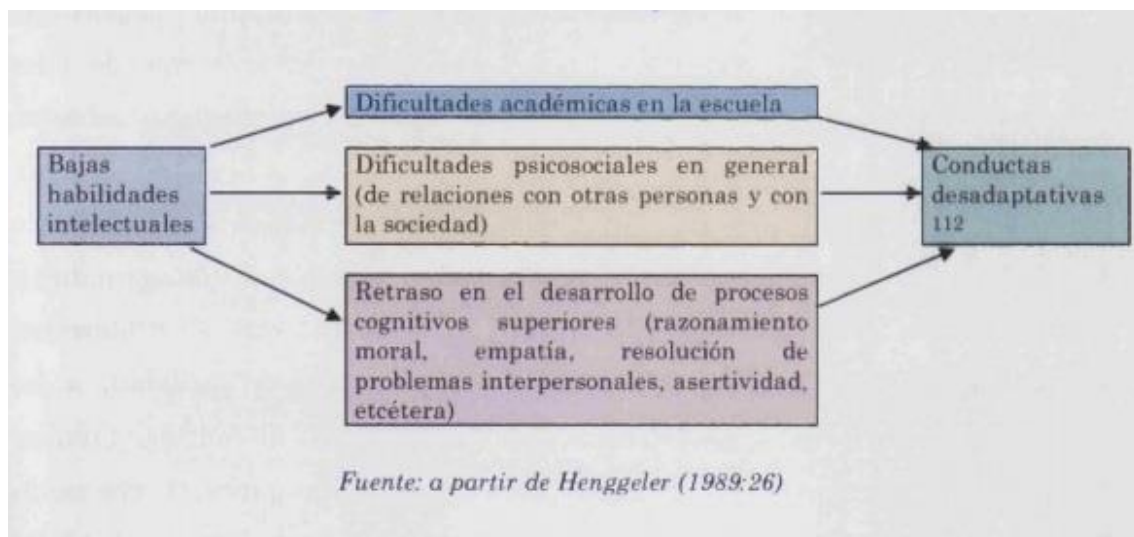 Dificultades académicas en la escuela
Bajas
habilidades
intelectuales
Dificultades psicosociales en general
(de relaciones con otras personas y con
la sociedad)
Conductas
desadaptativas
112
Retraso en el desarrollo de procesos
cognitivos superiores (razonamiento
moral, empatía, resolución de
problemas interpersonales, asertividad,
etcétera)
Fuente: a partir de Henggeler (1989:26)